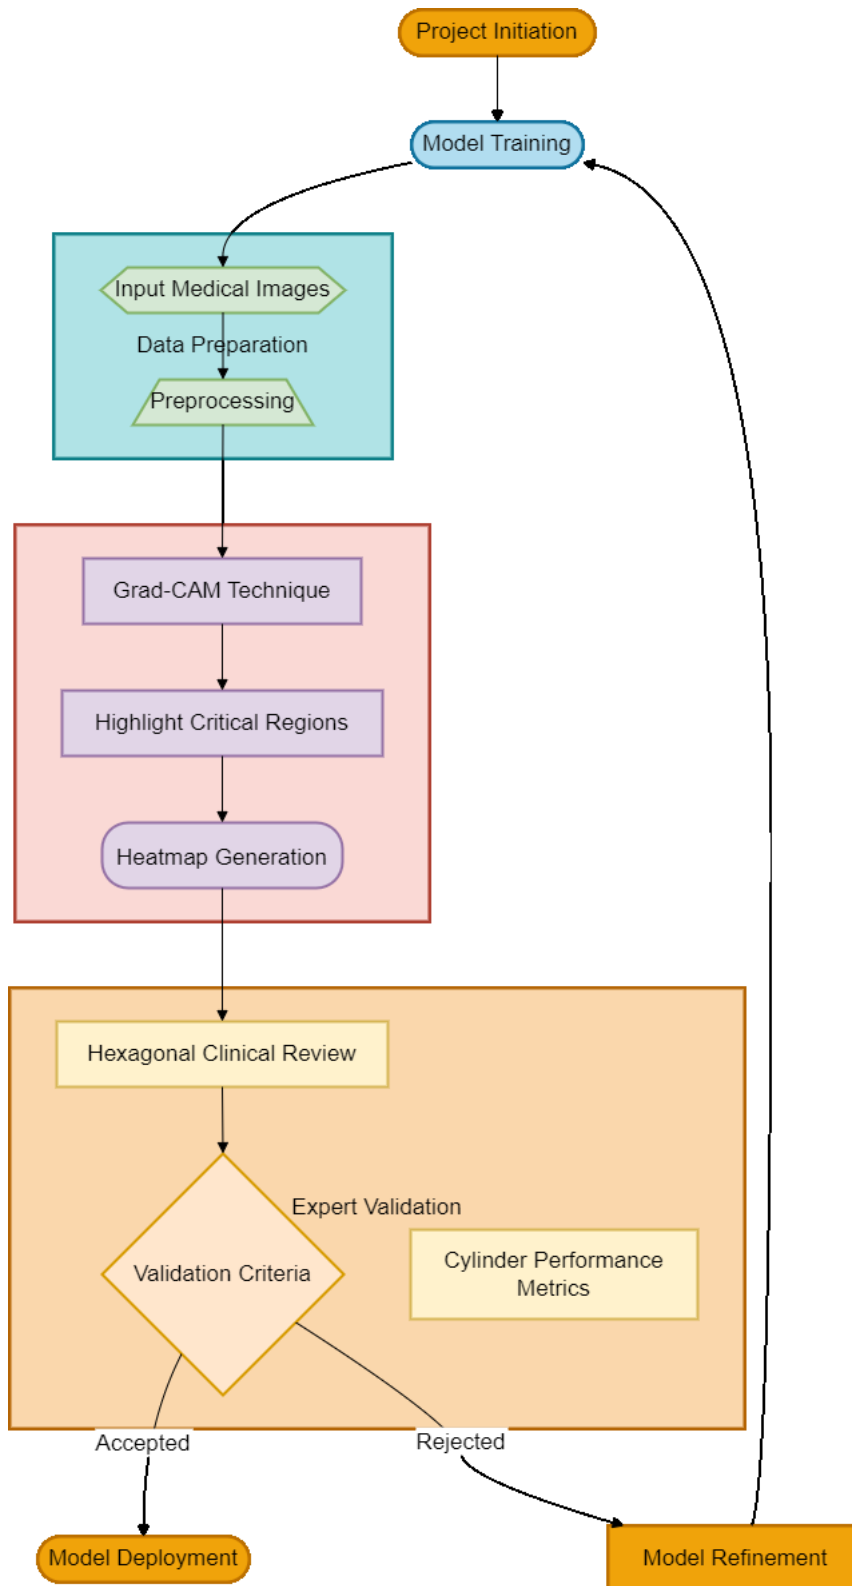 Project Initiation
Model Training
Input Medical Images
Data Preparation
Preprocessing
Grad-CAM Technique
Highlight Critical Regions
Heatmap Generation
Hexagonal Clinical Review
Expert Validation
Validation Criteria
Cylinder Performance
Metrics
Accepted
Rejected
Model Deployment
Model Refinement